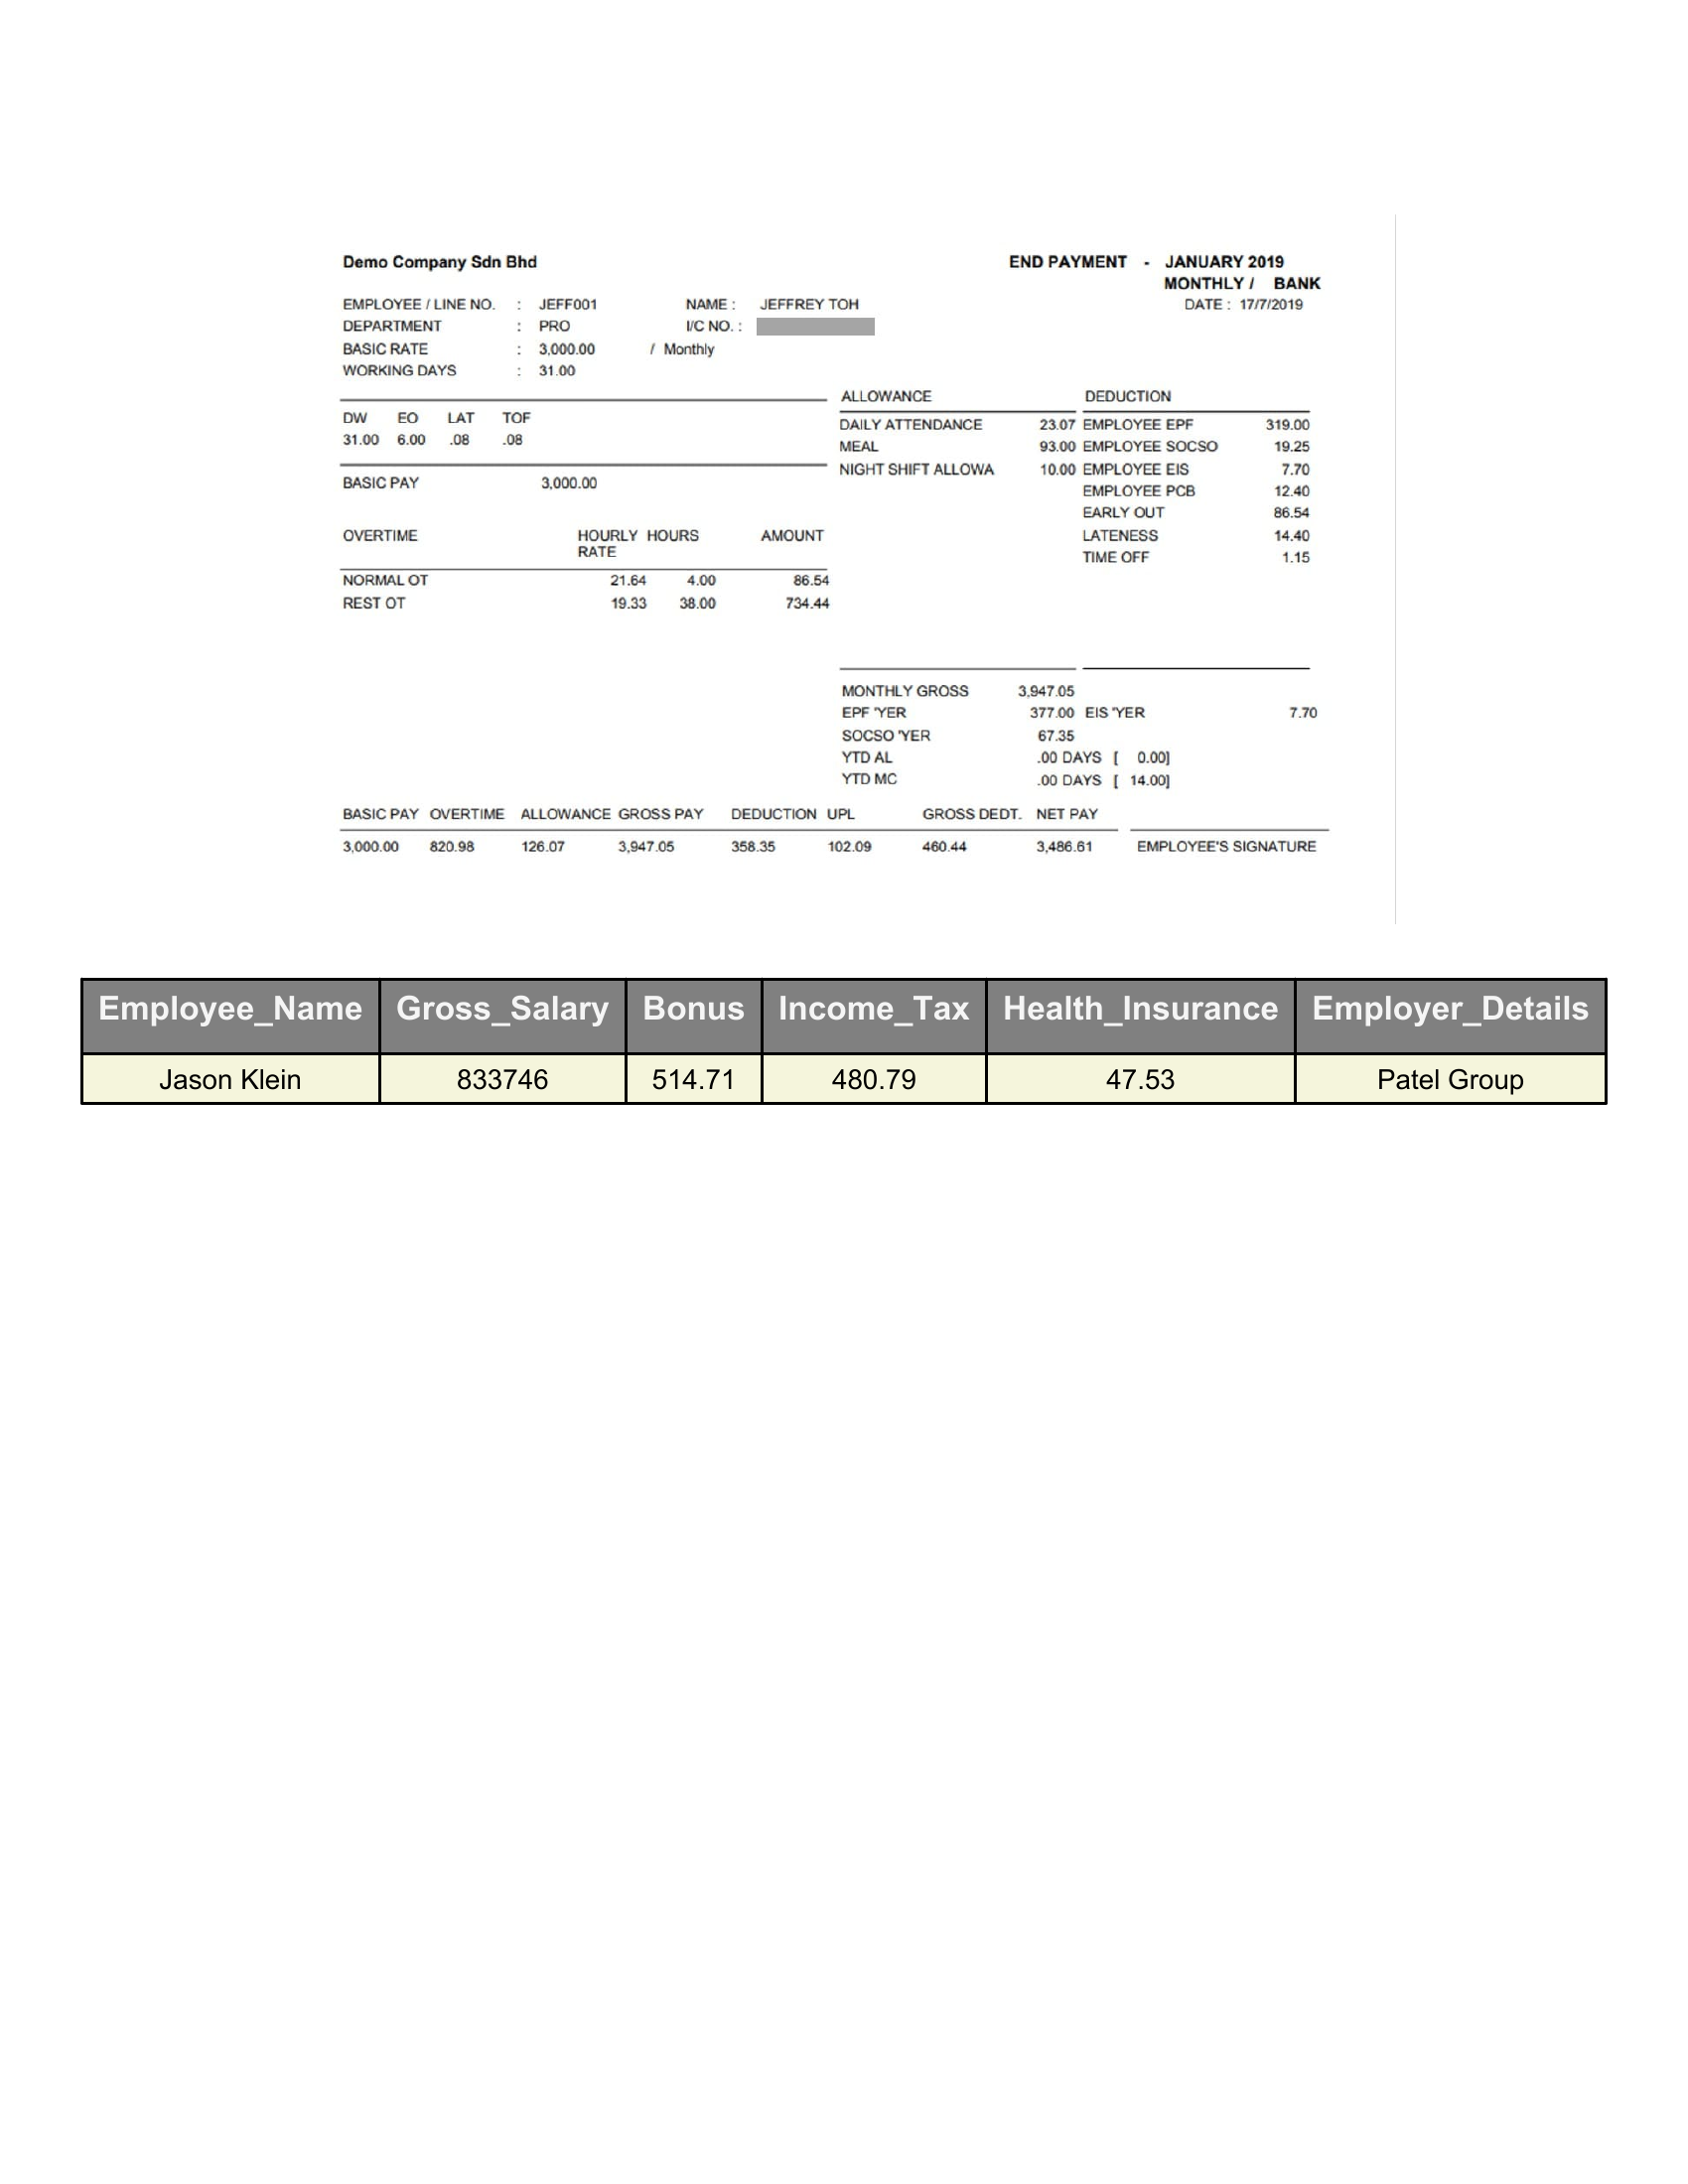 Demo Company Sdn Bhd END PAYMENT - JANUARY 2019
MONTHLY / BANK
EMPLOYEE / LINE NO. : JEFF001 NAME : JEFFREY TOH DATE : 17/7/2019
DEPARTMENT : PRO I/C NO. :
BASIC RATE : 3,000.00 / Monthly
WORKING DAYS : 31.00
ALLOWANCE DEDUCTION
DW EO LAT TOF
31.00 6.00 .08 .08
DAILY ATTENDANCE 23.07 EMPLOYEE EPF 319.00
MEAL 93.00 EMPLOYEE SOCSO 19.25
NIGHT SHIFT ALLOWA 10.00 EMPLOYEE EIS 7.70
BASIC PAY 3,000.00
EMPLOYEE PCB 12.40
EARLY OUT 86.54
LATENESS 14.40
TIME OFF 1.15
OVERTIME HOURLY HOURS AMOUNT
RATE
NORMAL OT 21.64 4.00 86.54
REST OT 19.33 38.00 734.44
MONTHLY GROSS 3,947.05
EPF 'YER 377.00 EIS 'YER 7.70
SOCSO 'YER 67.35
YTD AL .00 DAYS [ 0.00]
YTD MC .00 DAYS [ 14.00]
BASIC PAY OVERTIME ALLOWANCE GROSS PAY DEDUCTION UPL GROSS DEDT. NET PAY
3,000.00 820.98 126.07 3,947.05 358.35 102.09 460.44 3,486.61 EMPLOYEE'S SIGNATURE
Employee_Name Gross_Salary Bonus Income_Tax Health_Insurance Employer_Details
Jason Klein 833746 514.71 480.79 47.53 Patel Group